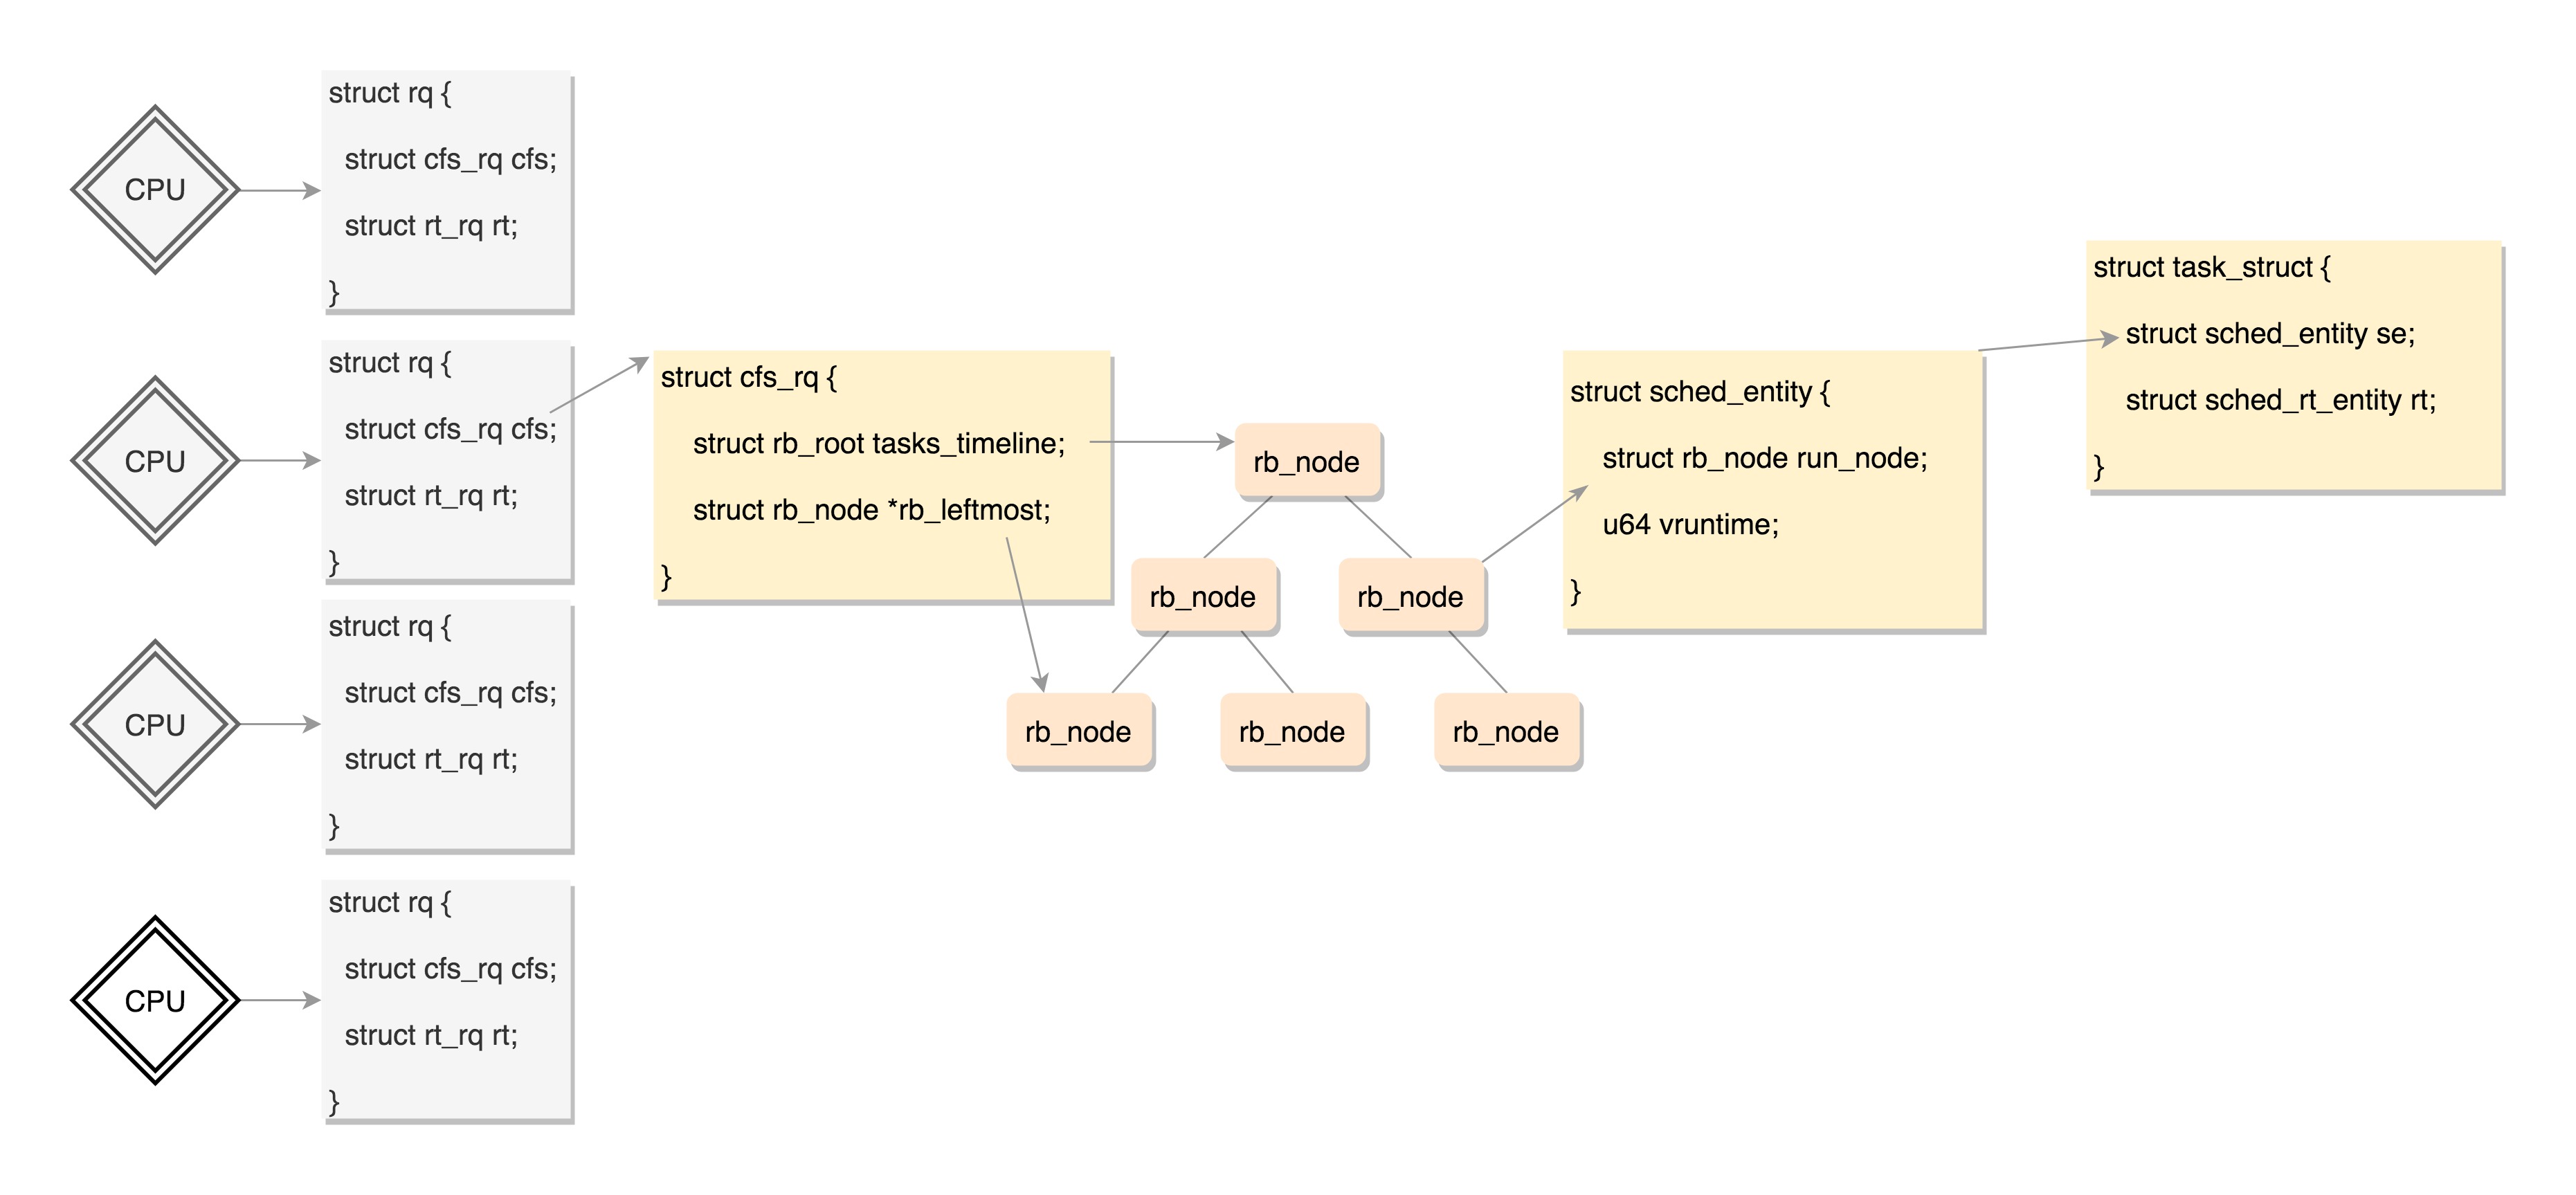 CPU
struct rq {
struct cfs_rq cfs;
struct rt_rq rt;
}
CPU
struct rq {
struct cfs_rq cfs;
struct rt_rq rt;
}
CPU
struct rq {
struct cfs_rq cfs;
struct rt_rq rt;
}
CPU
struct rq {
struct cfs_rq cfs;
struct rt_rq rt;
}
struct cfs_rq {
struct rb_root tasks_timeline;
struct rb_node *rb_leftmost;
}
rb_node
rb_node
rb_node
rb_node
rb_node
rb_node
struct sched_entity {
struct rb_node run_node;
u64 vruntime;
}
struct task_struct {
struct sched_entity se;
struct sched_rt_entity rt;
}